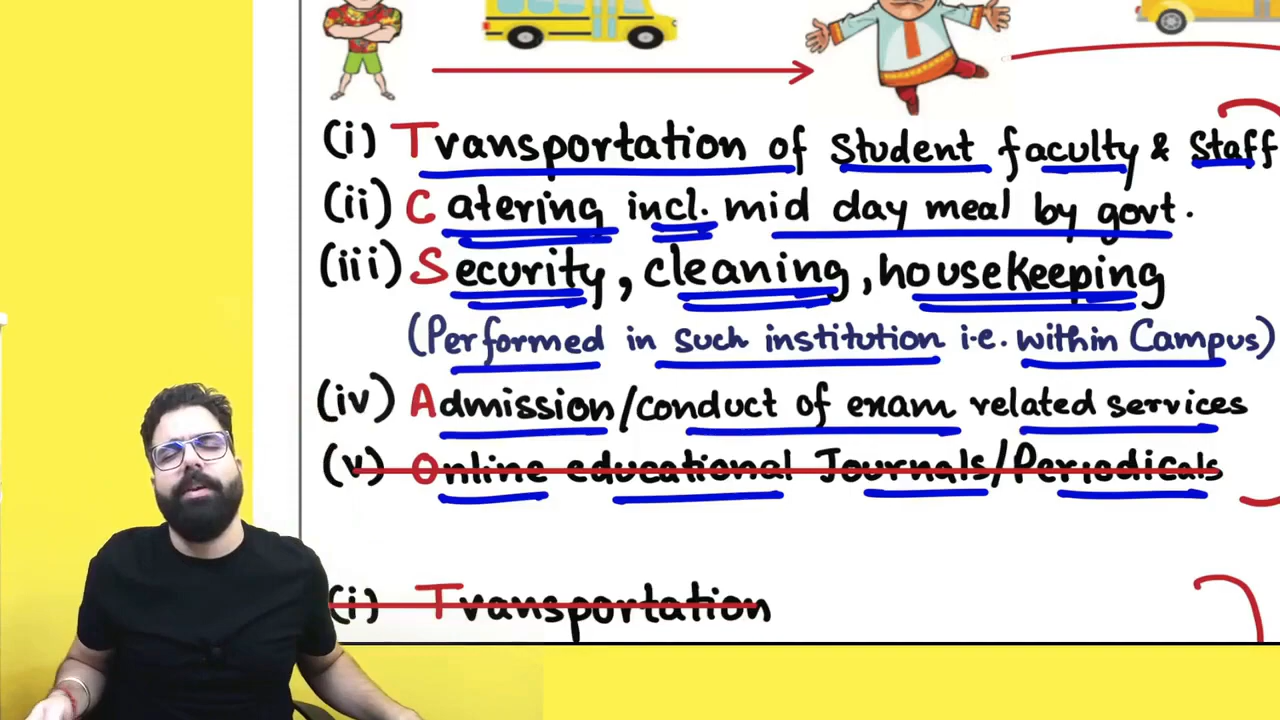 (i) Transportation of student faculty & staff
(ii) Catering incl. mid day meal by govt.
(iii) Security, cleaning, housekeeping
(Performed in such institution i.e. within Campus)
(iv) Admission/conduct of exam related services
(v) Online educational Journals/Periodicals
(i) Transportation